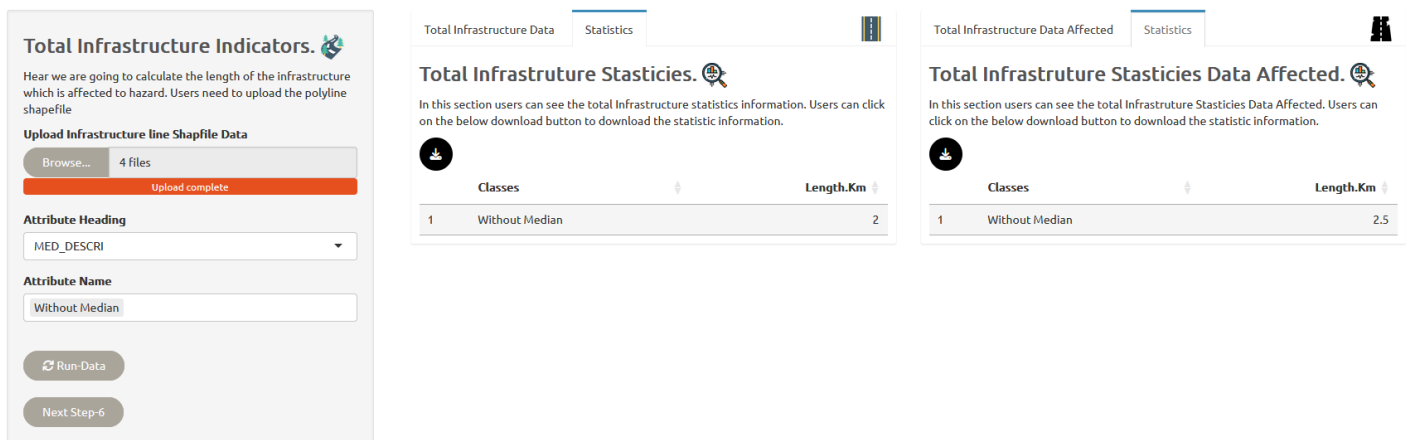 Total Infrastructure Indicators.
Hear we are going to calculate the length of the infrastructure
which is affected to hazard. Users need to upload the polyline
shapefile
Upload Infrastructure line Shapfile Data
Browse... 4 files
Upload complete
Attribute Heading
MED_DESCRI
Attribute Name
Without Median
Run-Data
Next Step-6
Total Infrastructure Data Statistics
Total Infrastruture Stasticies.
In this section users can see the total Infrastructure statistics information. Users can click
on the below download button to download the statistic information.
Classes Length.Km
1 Without Median 2
Total Infrastructure Data Affected Statistics
Total Infrastruture Stasticies Data Affected.
In this section users can see the total Infrastruture Stasticies Data Affected. Users can
click on the below download button to download the statistic information.
Classes Length.Km
1 Without Median 2.5